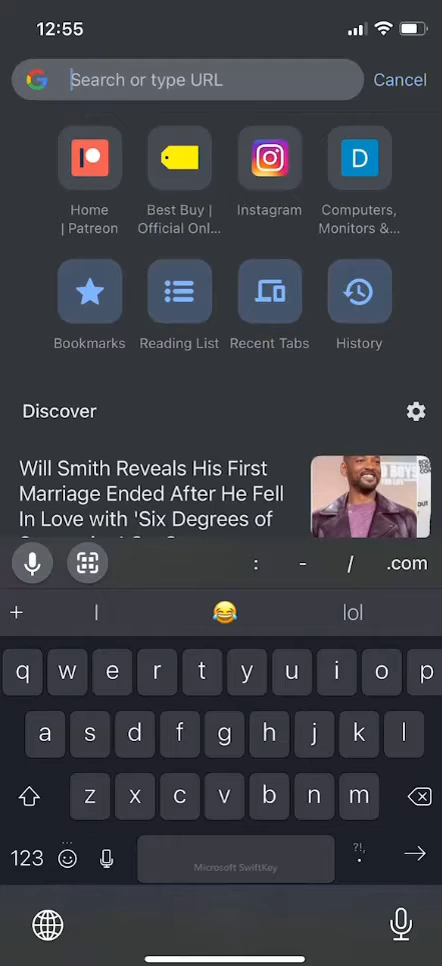 12:55
Search or type URL
Cancel
D
Home
| Patreon
Best Buy |
Official Onl...
Instagram
Computers,
Monitors &...
Bookmarks
Reading List
Recent Tabs
History
Discover
Will Smith Reveals His First
Marriage Ended After He Fell
In Love with 'Six Degrees of
: - / .com
+ I 😂 lol
q w e r t y u i o p
a s d f g h j k l
z x c v b n m
123
Microsoft SwiftKey
?!,
.